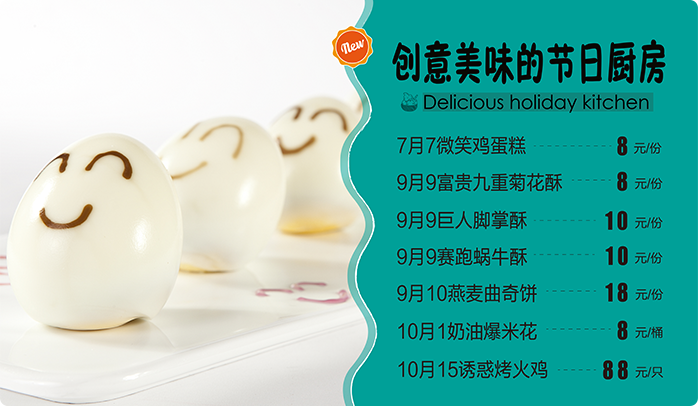 New
创意美味的节日厨房
Delicious holiday kitchen
7月7微笑鸡蛋糕 8 元/份
9月9富贵九重菊花酥 8 元/份
9月9巨人脚掌酥 10 元/份
9月9赛跑蜗牛酥 10 元/份
9月10燕麦曲奇饼 18 元/份
10月1奶油爆米花 8 元/桶
10月15诱惑烤火鸡 88 元/只